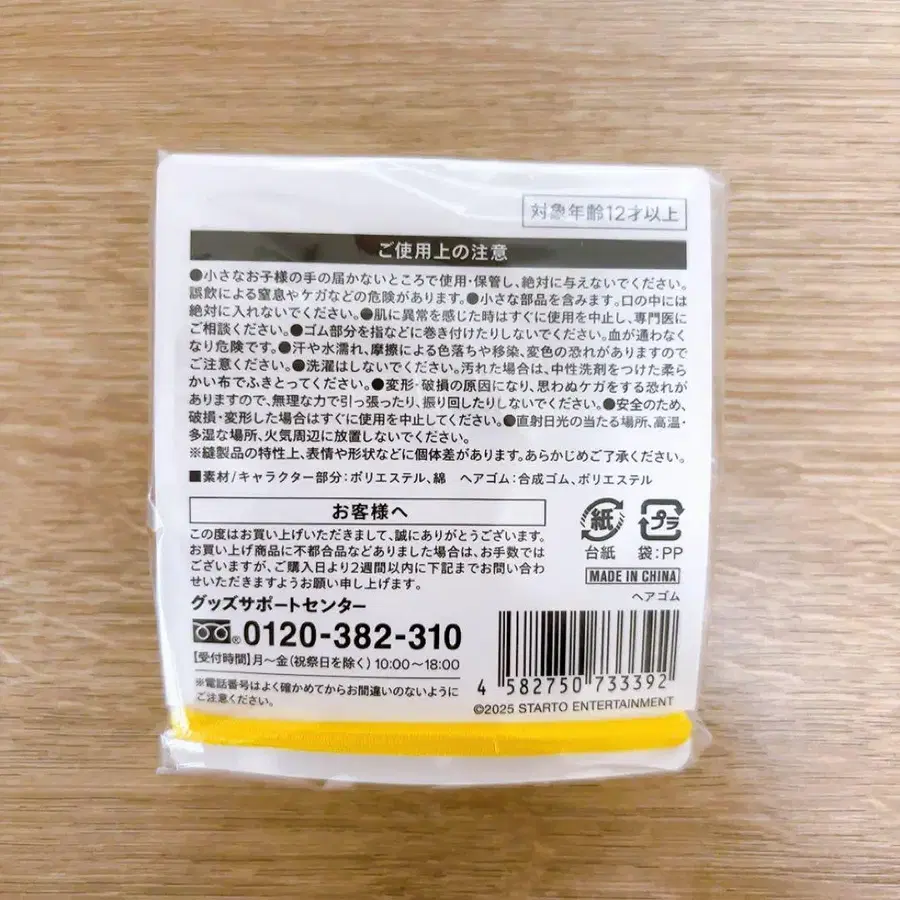 対象年齢12才以上
ご使用上の注意
●小さなお子様の手の届かないところで使用・保管し、絶対に与えないでください。
誤飲による窒息やケガなどの危険があります。●小さな部品を含みます。口の中には
絶対に入れないでください。●肌に異常を感じた時はすぐに使用を中止し、専門医に
ご相談ください。●ゴム部分を指などに巻き付けたりしないでください。血が通わなく
なり危険です。●汗や水濡れ、摩擦による色落ちや移染、変色の恐れがありますので
ご注意ください。●洗濯はしないでください。汚れた場合は、中性洗剤をつけた柔ら
かい布でふきとってください。●変形・破損の原因になり、思わぬケガをする恐れが
ありますので、無理な力で引っ張ったり、振り回したりしないでください。●安全のため、
破損・変形した場合はすぐに使用を中止してください。●直射日光の当たる場所、高温・
多湿な場所、火気周辺に放置しないでください。
※縫製品の特性上、表情や形状などに個体差があります。あらかじめご了承ください。
■素材/キャラクター部分:ポリエステル、綿 ヘアゴム:合成ゴム、ポリエステル
お客様へ
この度はお買い上げいただきまして、誠にありがとうございます。
お買い上げ商品に不都合品などありました場合は、お手数では
ございますが、ご購入日より2週間以内に下記までお問い合わ
せいただきますようお願い申し上げます。
グッズサポートセンター
®0120-382-310
【受付時間】月〜金(祝祭日を除く)10:00〜18:00
※電話番号はよく確かめてからお間違いのないように
ご注意ください。
紙
プラ
台紙 袋:PP
MADE IN CHINA
ヘアゴム
4 582750 733392
©2025 STARTO ENTERTAINMENT